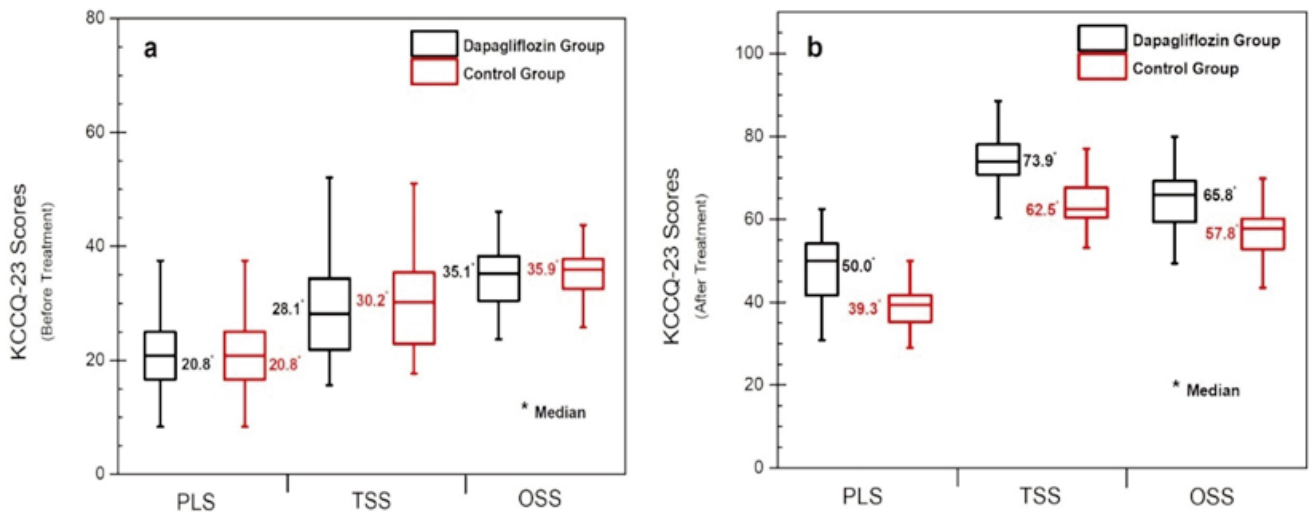 a
Dapagliflozin Group
Control Group
KCCQ-23 Scores
(Before Treatment)
80
60
40
20
0
20.8*
20.8*
28.1*
30.2*
35.1*
35.9*
* Median
PLS
TSS
OSS
b
Dapagliflozin Group
Control Group
KCCQ-23 Scores
(After Treatment)
100
80
60
40
20
0
50.0*
39.3*
73.9*
62.5*
65.8*
57.8*
* Median
PLS
TSS
OSS